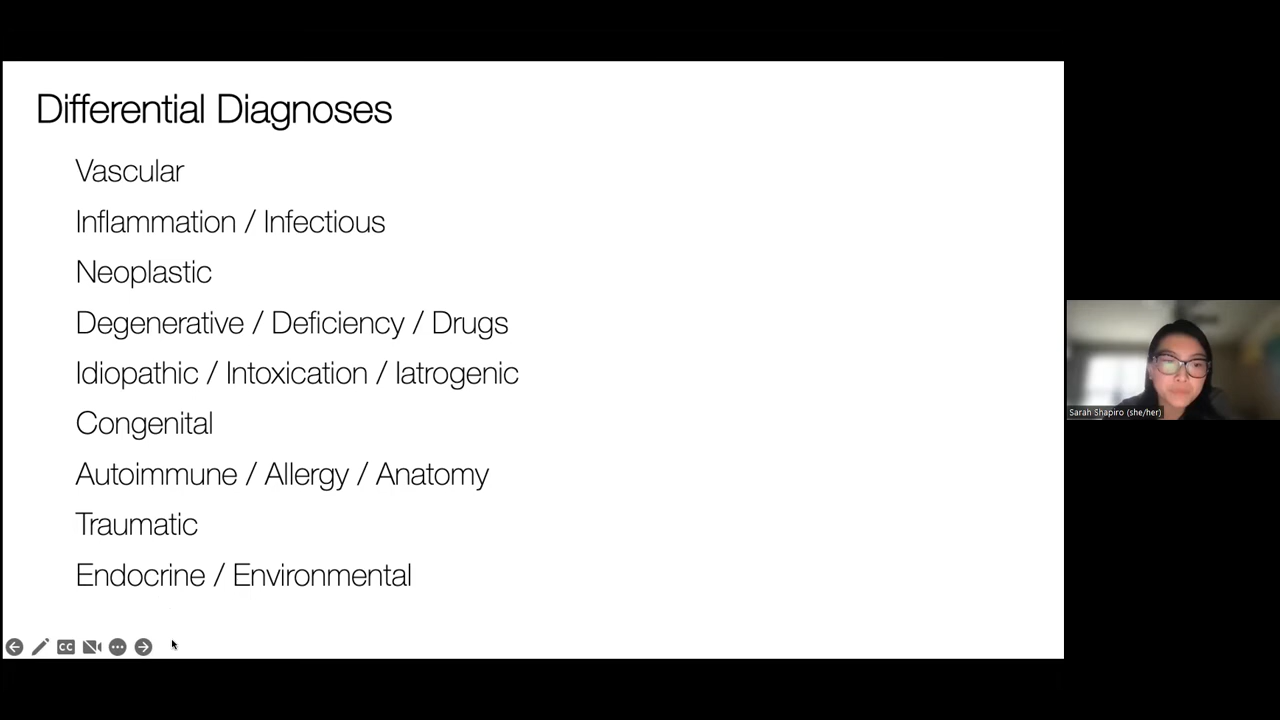 Differential Diagnoses
Vascular
Inflammation / Infectious
Neoplastic
Degenerative / Deficiency / Drugs
Idiopathic / Intoxication / Iatrogenic
Congenital
Autoimmune / Allergy / Anatomy
Traumatic
Endocrine / Environmental
CC
Sarah Shapiro (she/her)